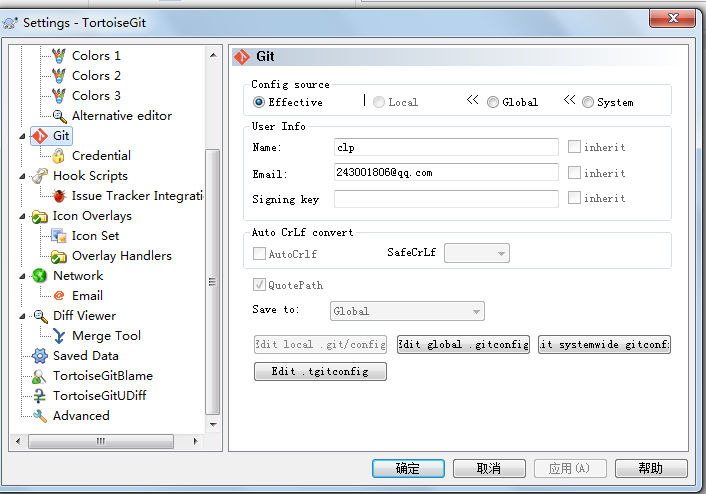 Settings - TortoiseGit
Colors 1
Colors 2
Colors 3
Alternative editor
Git
Credential
Hook Scripts
Issue Tracker Integrati
Icon Overlays
Icon Set
Overlay Handlers
Network
Email
Diff Viewer
Merge Tool
Saved Data
TortoiseGitBlame
TortoiseGitUDiff
Advanced
Git
Config source
Effective | Local << Global << System
User Info
Name: clp inherit
Email: 243001806@qq.com inherit
Signing key inherit
Auto CrLf convert
AutoCrlf SafeCrLf
QuotePath
Save to: Global
Edit local .git/config Edit global .gitconfig it systemwide gitconf
Edit .tgitconfig
确定 取消 应用(A) 帮助